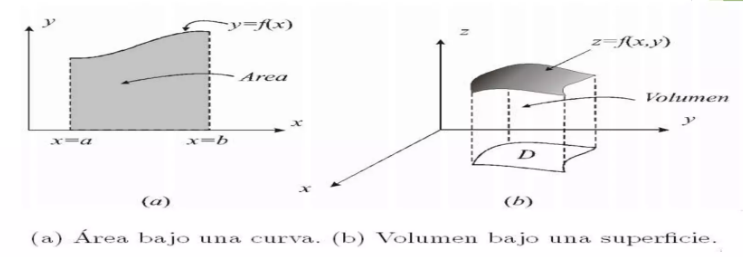 y
y=f(x)
Area
x
x=a
x=b
(a)
z
z=f(x,y)
Volumen
y
D
x
(b)
(a) Área bajo una curva. (b) Volumen bajo una superficie.